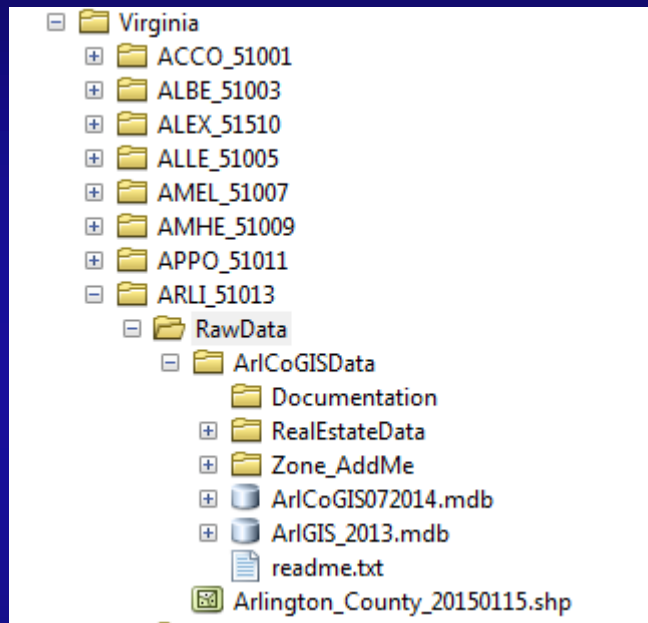 Virginia
ACCO_51001
ALBE_51003
ALEX_51510
ALLE_51005
AMEL_51007
AMHE_51009
APPO_51011
ARLI_51013
RawData
ArlCoGISData
Documentation
RealEstateData
Zone_AddMe
ArlCoGIS072014.mdb
ArlGIS_2013.mdb
readme.txt
Arlington_County_20150115.shp